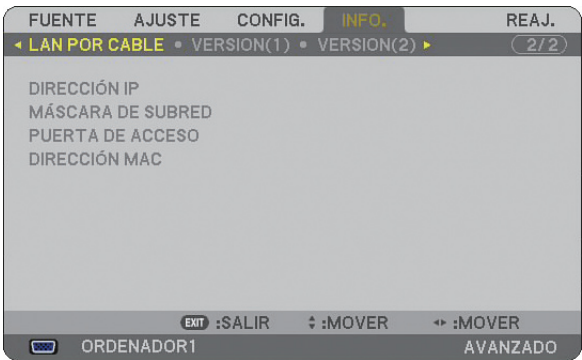 FUENTE AJUSTE CONFIG. INFO. REAJ.
LAN POR CABLE • VERSION(1) • VERSION(2) 2/2
DIRECCIÓN IP
MÁSCARA DE SUBRED
PUERTA DE ACCESO
DIRECCIÓN MAC
EXIT :SALIR :MOVER :MOVER
ORDENADOR1 AVANZADO